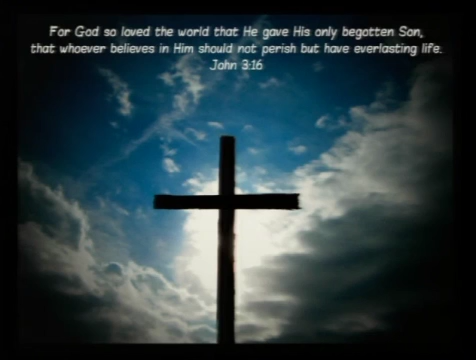 For God so loved the world that He gave His only begotten Son,
that whoever believes in Him should not perish but have everlasting life.
John 3:16